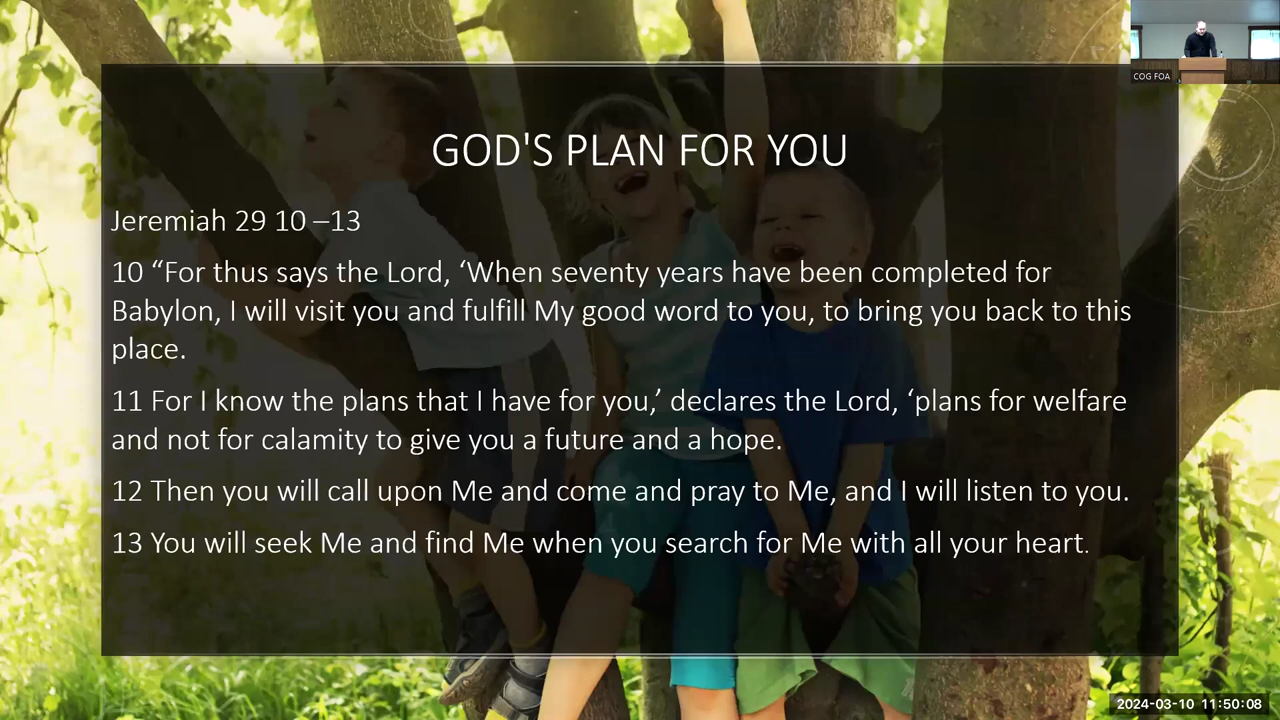 COG FOA
GOD'S PLAN FOR YOU
Jeremiah 29 10 –13
10 “For thus says the Lord, ‘When seventy years have been completed for
Babylon, I will visit you and fulfill My good word to you, to bring you back to this
place.
11 For I know the plans that I have for you,’ declares the Lord, ‘plans for welfare
and not for calamity to give you a future and a hope.
12 Then you will call upon Me and come and pray to Me, and I will listen to you.
13 You will seek Me and find Me when you search for Me with all your heart.
2024-03-10 11:50:08